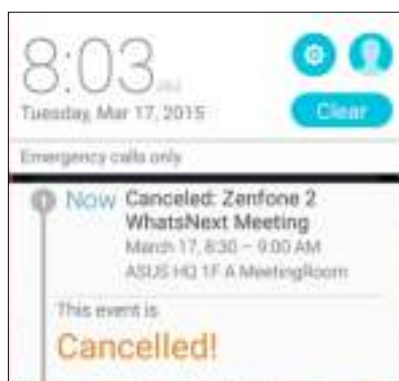 8:03 AM
Tuesday, Mar 17, 2015
Clear
Emergency calls only
Now
Canceled: Zenfone 2
WhatsNext Meeting
March 17, 8:30 – 9:00 AM
ASUS HQ 1F A MeetingRoom
This event is
Cancelled!